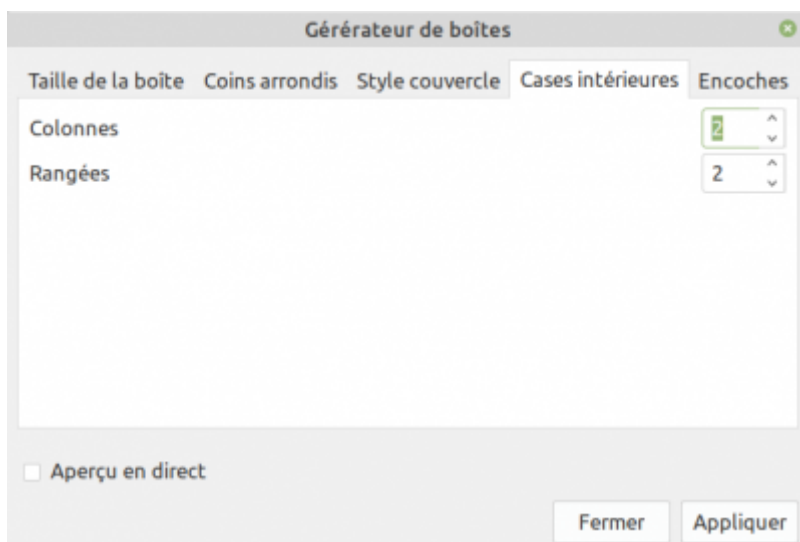 Gérérateur de boîtes
Taille de la boîte Coins arrondis Style couvercle Cases intérieures Encoches
Colonnes 2
Rangées 2
Aperçu en direct
Fermer Appliquer